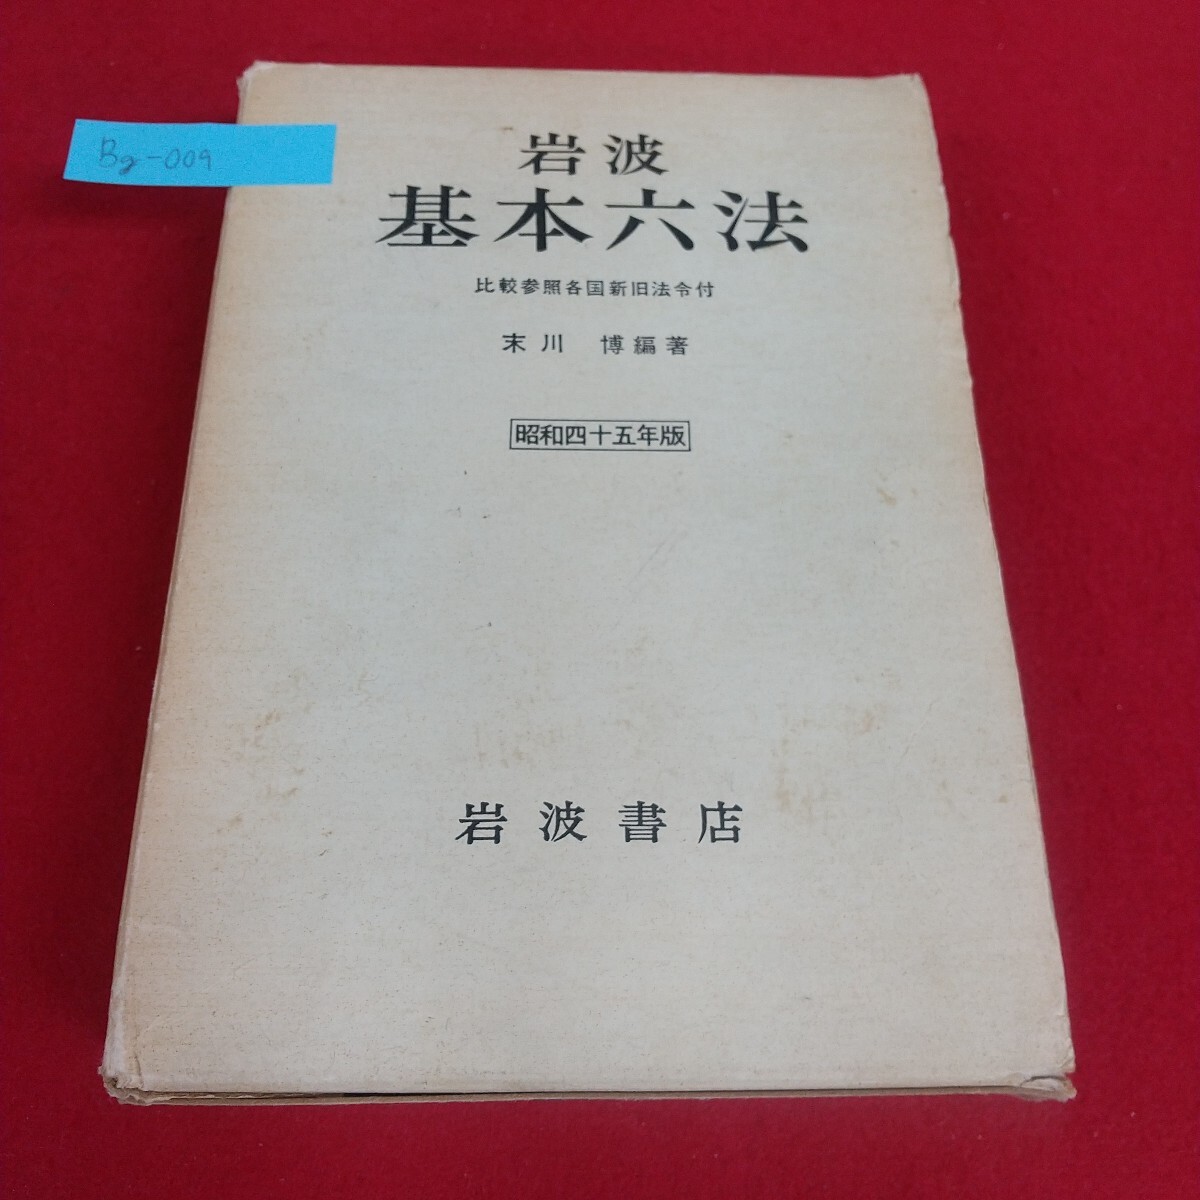 Bg-009
岩波
基本六法
比較参照各国新旧法令付
末川 博編著
昭和四十五年版
岩波書店